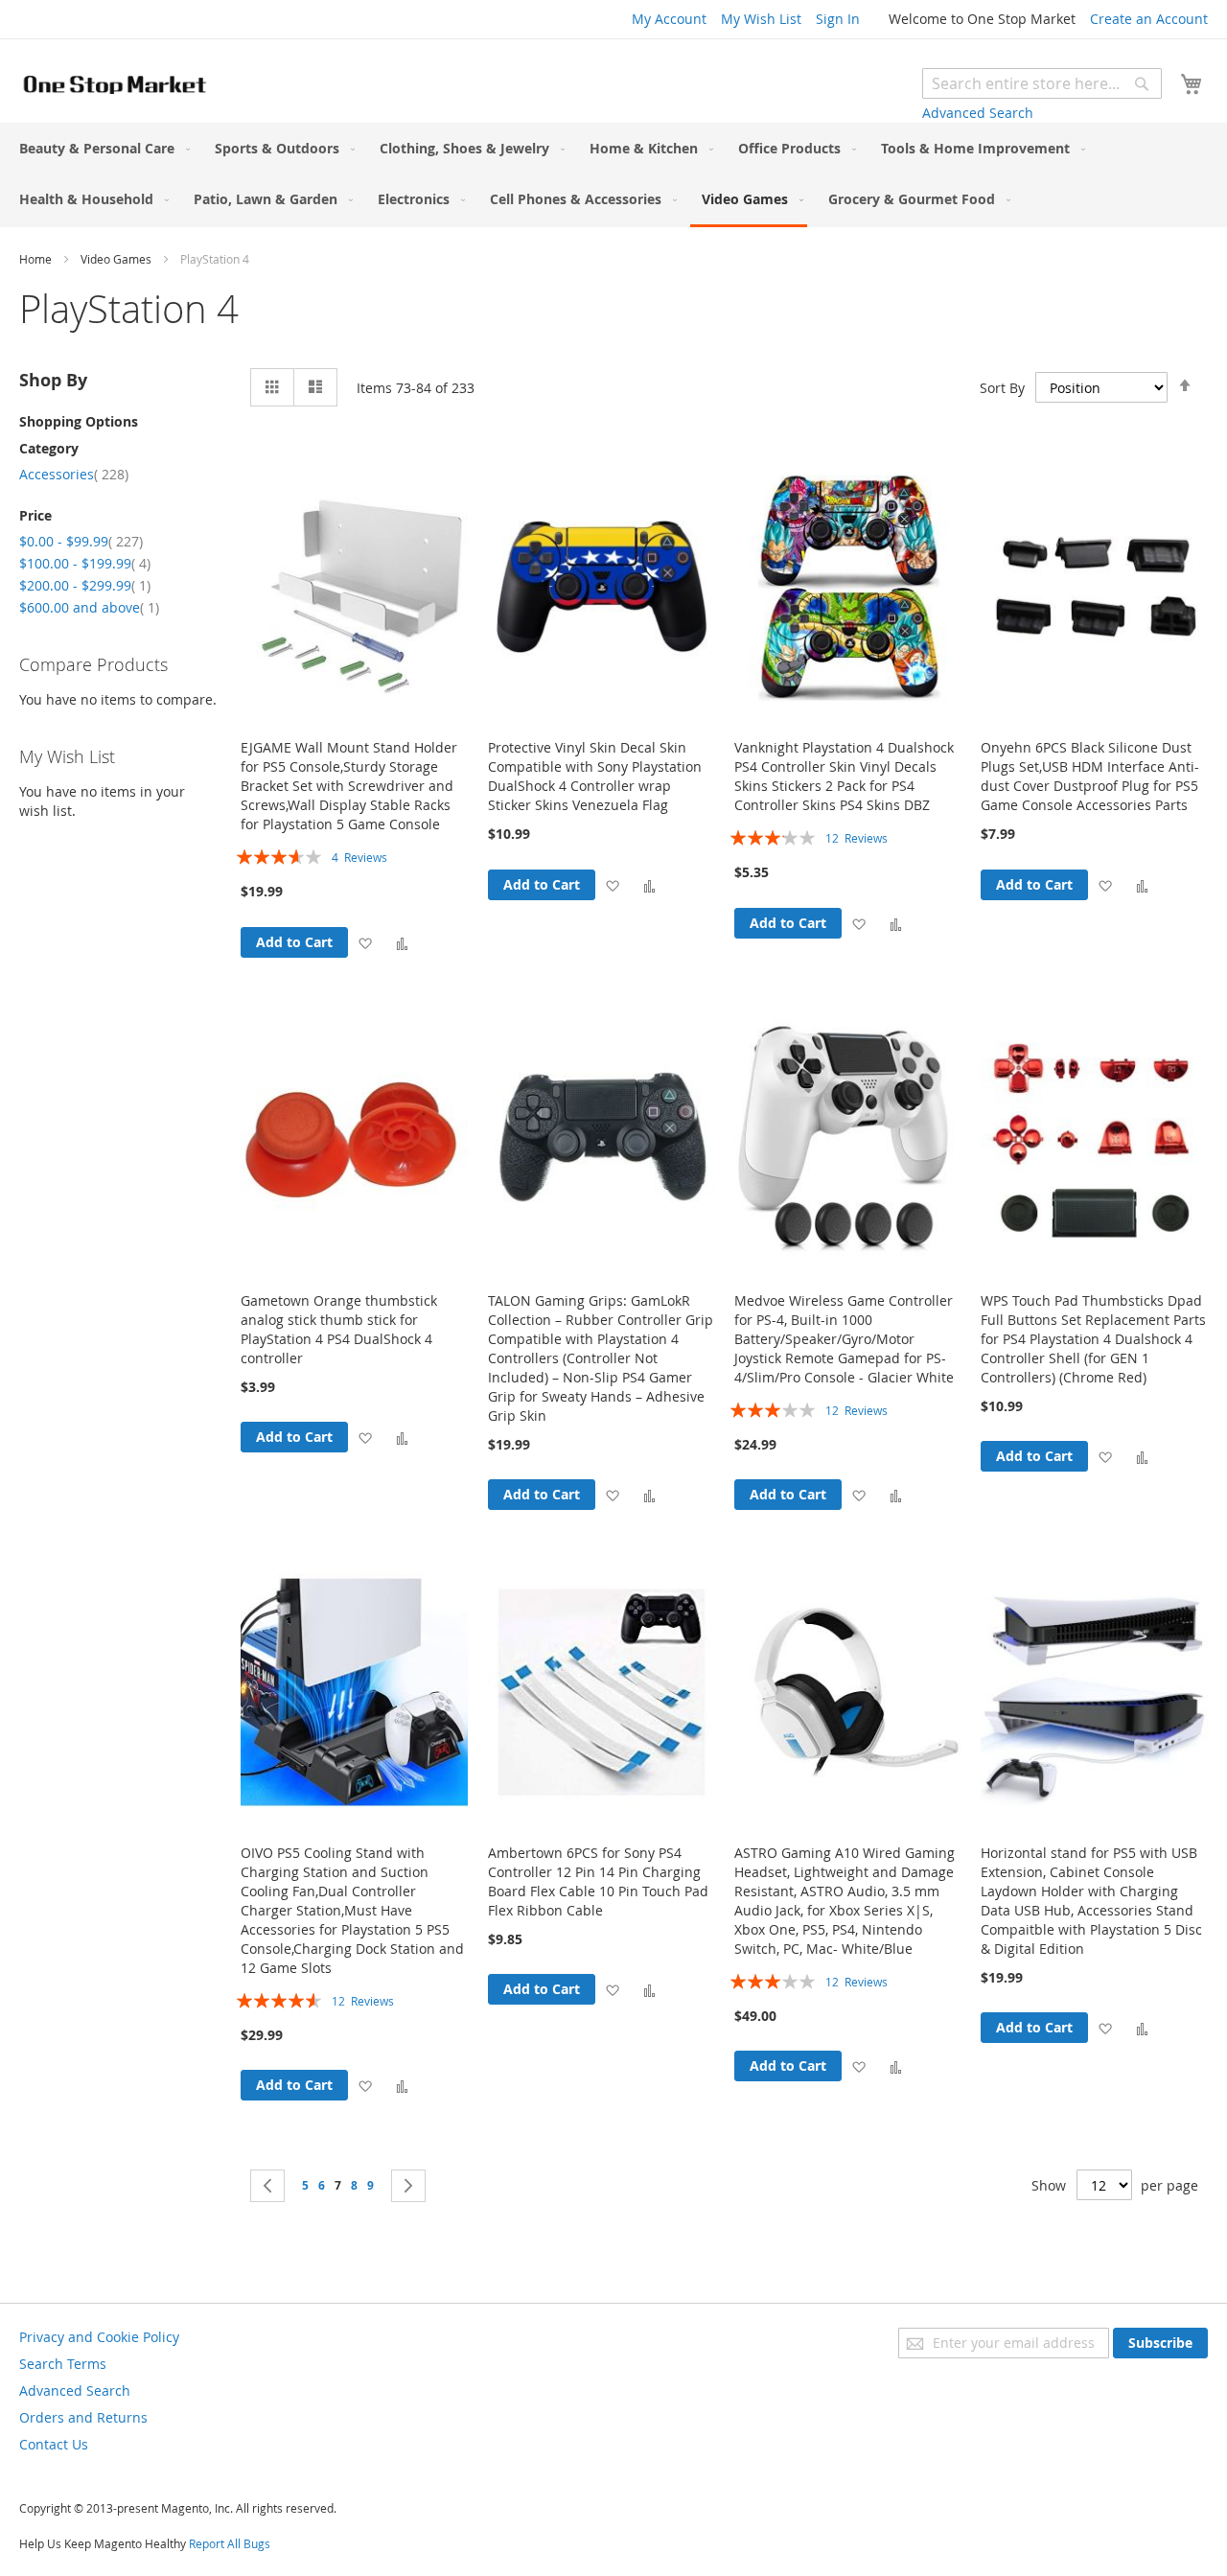 My Account My Wish List Sign In Welcome to One Stop Market Create an Account
One Stop Market
Search entire store here...
Advanced Search
Beauty & Personal Care Sports & Outdoors Clothing, Shoes & Jewelry Home & Kitchen Office Products Tools & Home Improvement
Health & Household Patio, Lawn & Garden Electronics Cell Phones & Accessories Video Games Grocery & Gourmet Food
Home Video Games PlayStation 4
PlayStation 4
Shop By
Shopping Options
Category
Accessories( 228)
Price
$0.00 - $99.99( 227)
$100.00 - $199.99( 4)
$200.00 - $299.99( 1)
$600.00 and above( 1)
Compare Products
You have no items to compare.
My Wish List
You have no items in your
wish list.
Items 73-84 of 233
Sort By Position
EJGAME Wall Mount Stand Holder
for PS5 Console,Sturdy Storage
Bracket Set with Screwdriver and
Screws,Wall Display Stable Racks
for Playstation 5 Game Console
4 Reviews
$19.99
Add to Cart
Protective Vinyl Skin Decal Skin
Compatible with Sony Playstation
DualShock 4 Controller wrap
Sticker Skins Venezuela Flag
$10.99
Add to Cart
Vanknight Playstation 4 Dualshock
PS4 Controller Skin Vinyl Decals
Skins Stickers 2 Pack for PS4
Controller Skins PS4 Skins DBZ
12 Reviews
$5.35
Add to Cart
Onyehn 6PCS Black Silicone Dust
Plugs Set,USB HDM Interface Anti-
dust Cover Dustproof Plug for PS5
Game Console Accessories Parts
$7.99
Add to Cart
Gametown Orange thumbstick
analog stick thumb stick for
PlayStation 4 PS4 DualShock 4
controller
$3.99
Add to Cart
TALON Gaming Grips: GamLokR
Collection – Rubber Controller Grip
Compatible with Playstation 4
Controllers (Controller Not
Included) – Non-Slip PS4 Gamer
Grip for Sweaty Hands – Adhesive
Grip Skin
$19.99
Add to Cart
Medvoe Wireless Game Controller
for PS-4, Built-in 1000
Battery/Speaker/Gyro/Motor
Joystick Remote Gamepad for PS-
4/Slim/Pro Console - Glacier White
12 Reviews
$24.99
Add to Cart
WPS Touch Pad Thumbsticks Dpad
Full Buttons Set Replacement Parts
for PS4 Playstation 4 Dualshock 4
Controller Shell (for GEN 1
Controllers) (Chrome Red)
$10.99
Add to Cart
SPIDER-MAN
OIVO PS5 Cooling Stand with
Charging Station and Suction
Cooling Fan,Dual Controller
Charger Station,Must Have
Accessories for Playstation 5 PS5
Console,Charging Dock Station and
12 Game Slots
12 Reviews
$29.99
Add to Cart
Ambertown 6PCS for Sony PS4
Controller 12 Pin 14 Pin Charging
Board Flex Cable 10 Pin Touch Pad
Flex Ribbon Cable
$9.85
Add to Cart
ASTRO Gaming A10 Wired Gaming
Headset, Lightweight and Damage
Resistant, ASTRO Audio, 3.5 mm
Audio Jack, for Xbox Series X|S,
Xbox One, PS5, PS4, Nintendo
Switch, PC, Mac- White/Blue
12 Reviews
$49.00
Add to Cart
Horizontal stand for PS5 with USB
Extension, Cabinet Console
Laydown Holder with Charging
Data USB Hub, Accessories Stand
Compaitble with Playstation 5 Disc
& Digital Edition
$19.99
Add to Cart
5 6 7 8 9
Show 12 per page
Privacy and Cookie Policy
Search Terms
Advanced Search
Orders and Returns
Contact Us
Enter your email address Subscribe
Copyright © 2013-present Magento, Inc. All rights reserved.
Help Us Keep Magento Healthy Report All Bugs